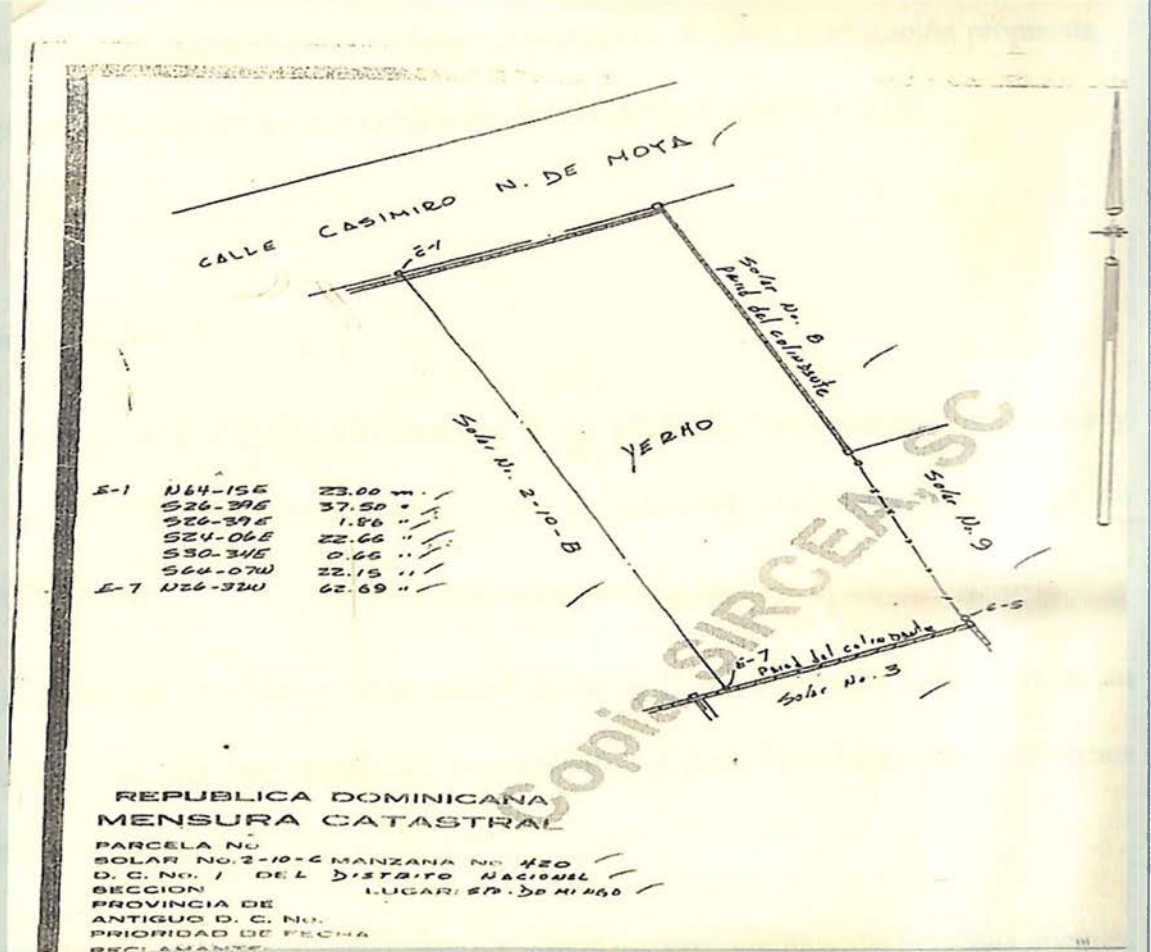 CALLE CASIMIRO N. DE MOYA
E-1
Solar No. 8
pared del colindante
Solar No. 2-10-B
YERMO
Solar No. 9
E-1 N64-15E 23.00 m.
S26-39E 37.50 "
S26-39E 1.86 "
S24-06E 22.66 "
S30-34E 0.65 "
S64-07W 22.15 "
E-7 N26-32W 62.69 "
E-5
E-7
pared del colindante
Solar No. 3
Copia SIRCEA, SC
REPUBLICA DOMINICANA
MENSURA CATASTRAL
PARCELA No
SOLAR No. 2-10-C MANZANA No 420
D. C. No. 1 DEL DISTRITO NACIONAL
SECCION LUGAR: STO. DOMINGO
PROVINCIA DE
ANTIGUO D. C. No.
PRIORIDAD DE FECHA
RECLAMANTE